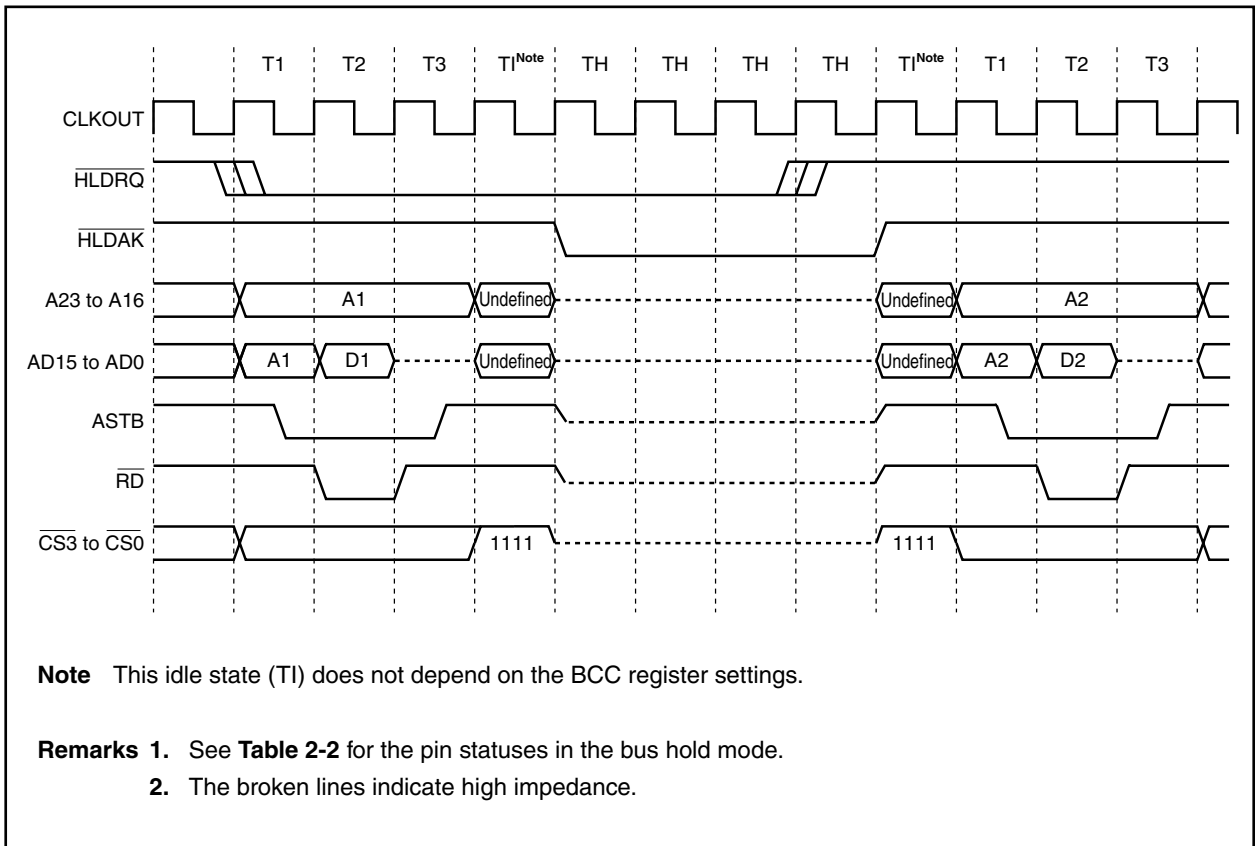 T1 T2 T3 TINote TH TH TH TH TINote T1 T2 T3
CLKOUT
HLDRQ
HLDAK
A23 to A16 A1 Undefined Undefined A2
AD15 to AD0 A1 D1 Undefined Undefined A2 D2
ASTB
RD
CS3 to CS0 1111 1111
Note This idle state (TI) does not depend on the BCC register settings.
Remarks 1. See Table 2-2 for the pin statuses in the bus hold mode.
2. The broken lines indicate high impedance.